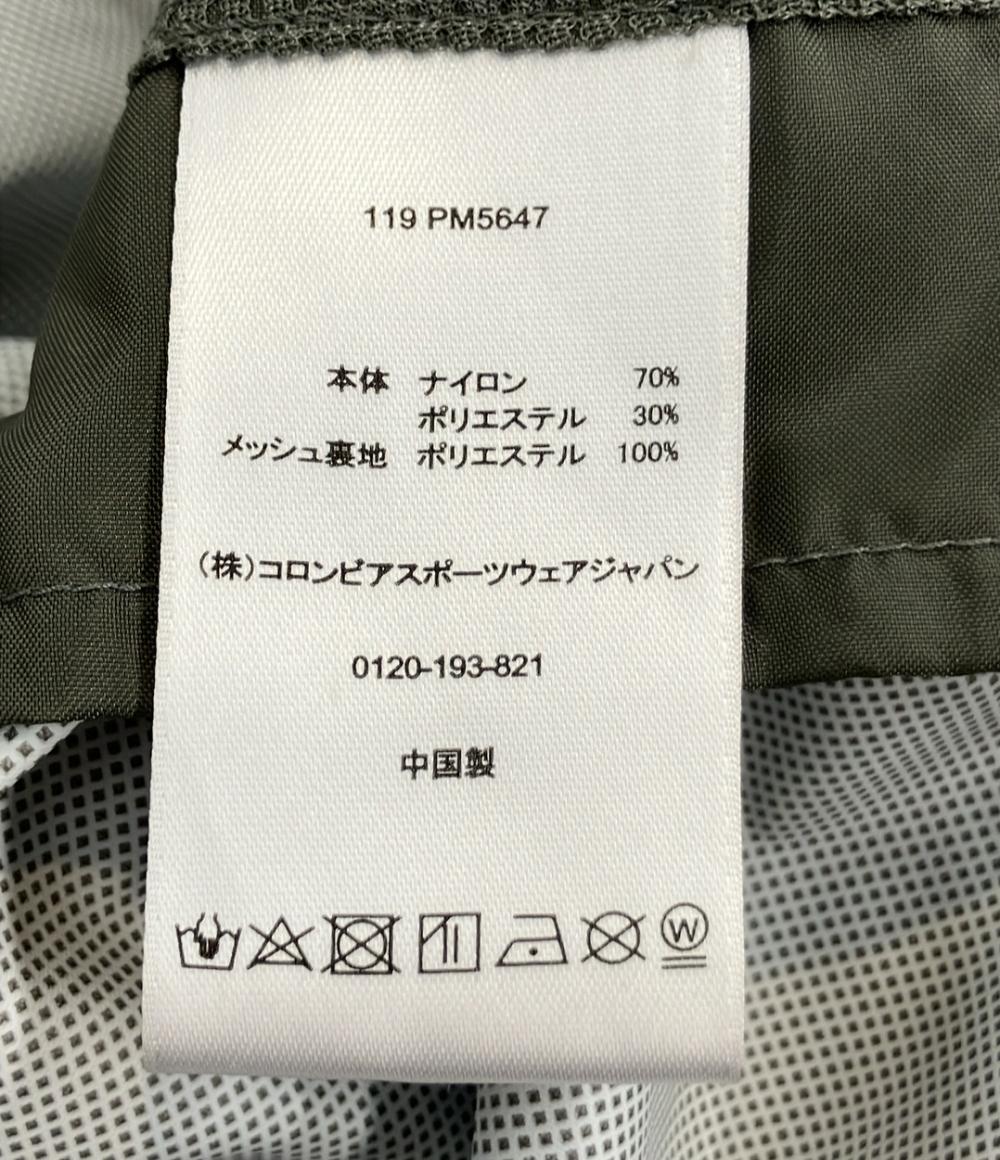 119 PM5647
本体 ナイロン 70%
ポリエステル 30%
メッシュ裏地 ポリエステル 100%
(株)コロンビアスポーツウェアジャパン
0120-193-821
中国製
W